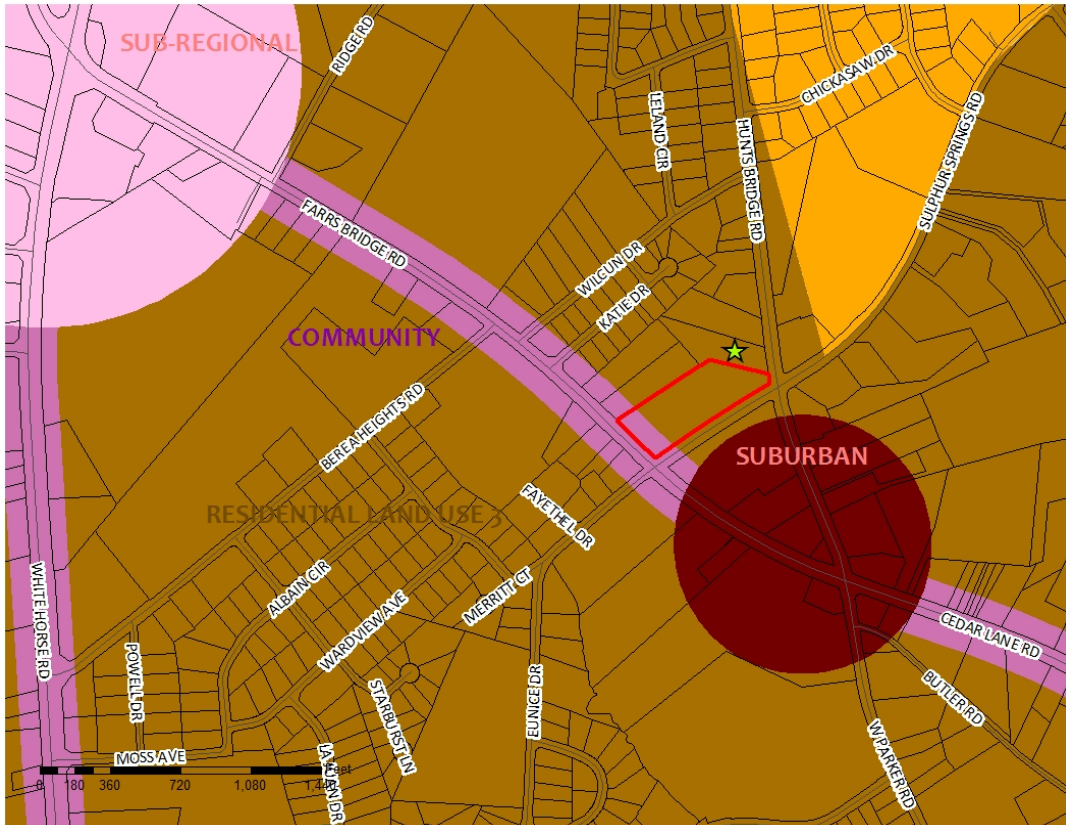 SUB-REGIONAL
RIDGE RD
CHICKASAW DR
LELAND CIR
HUNTS BRIDGE RD
SULPHUR SPRINGS RD
FARRS BRIDGE RD
WILGUN DR
KATIE DR
COMMUNITY
BEREA HEIGHTS RD
SUBURBAN
RESIDENTIAL LAND USE 3
FAYETHEL DR
WHITE HORSE RD
ALBAIN CIR
MERRITT CT
WARDVIEW AVE
CEDAR LANE RD
POWELL DR
STARBURST LN
EUNICE DR
BUTLER RD
W PARKER RD
MOSS AVE
Feet
0 180 360 720 1,080 1,440